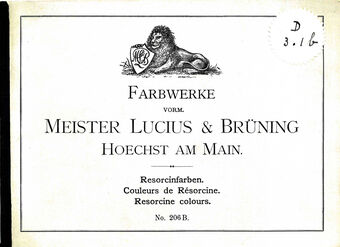 D
3.1b
FARBWERKE
VORM.
MEISTER LUCIUS & BRÜNING
HOECHST AM MAIN.
Resorcinfarben.
Couleurs de Résorcine.
Resorcine colours.
No. 206 B.